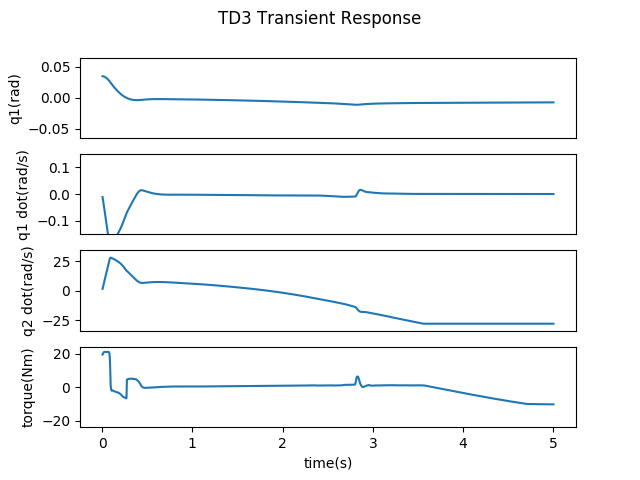 TD3 Transient Response
q1(rad)
0.05
0.00
−0.05
q1 dot(rad/s)
0.1
0.0
−0.1
q2 dot(rad/s)
25
0
−25
torque(Nm)
20
0
−20
0 1 2 3 4 5
time(s)